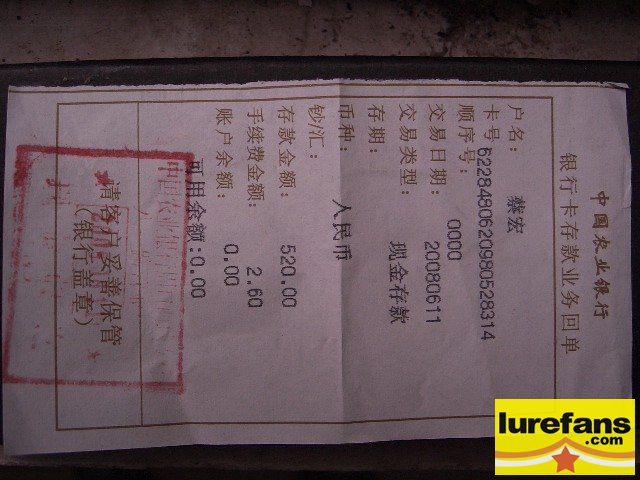 中国农业银行
银行卡存款业务回单
户名: 蔡宏
卡号:6228480620980528314
顺序号: 0000
交易日期: 20080611
交易类型: 现金存款
存期:
币种: 人民币
钞汇:
存款金额: 520.00
手续费金额: 2.60
账户余额: 0.00
可用余额:0.00
请客户妥善保管
(银行盖章)
lurefans
.com